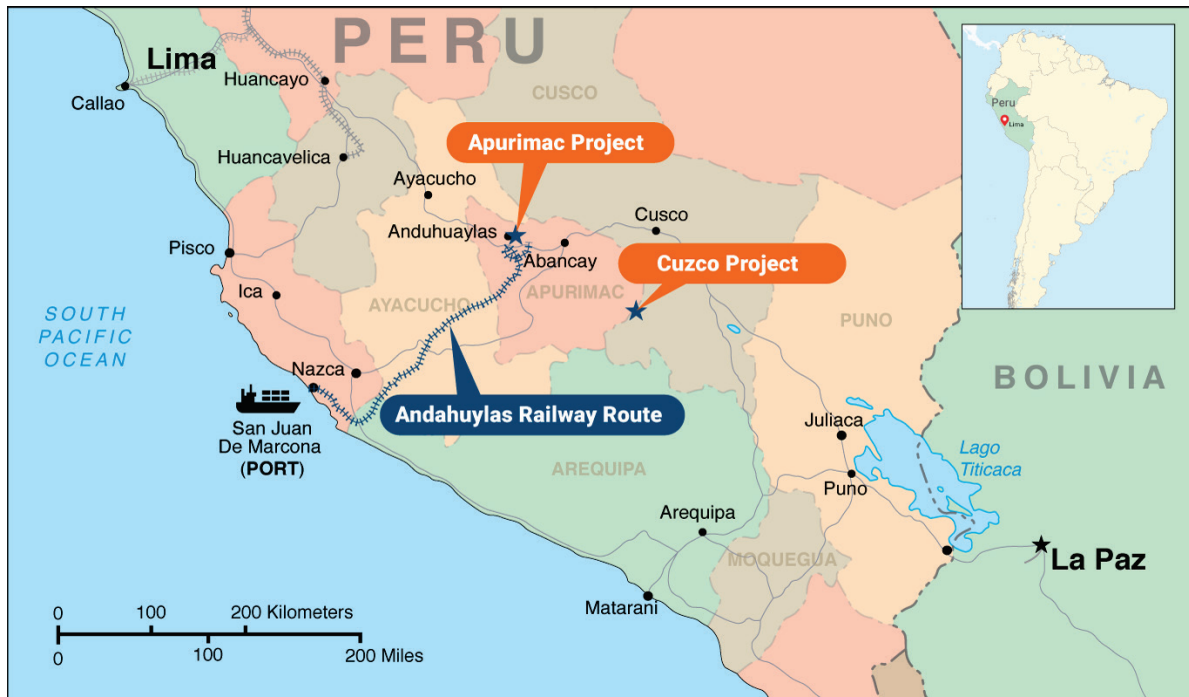 PERU
Lima
Callao
Huancayo
CUSCO
Peru
Lima
Huancavelica
Apurimac Project
Ayacucho
Cusco
Anduhuaylas
Pisco
Abancay
Cuzco Project
Ica
AYACUCHO
APURIMAC
PUNO
SOUTH
PACIFIC
OCEAN
Nazca
BOLIVIA
San Juan
De Marcona
(PORT)
Andahuylas Railway Route
Juliaca
Lago
Titicaca
AREQUIPA
Puno
Arequipa
MOQUEGUA
La Paz
Matarani
0 100 200 Kilometers
0 100 200 Miles